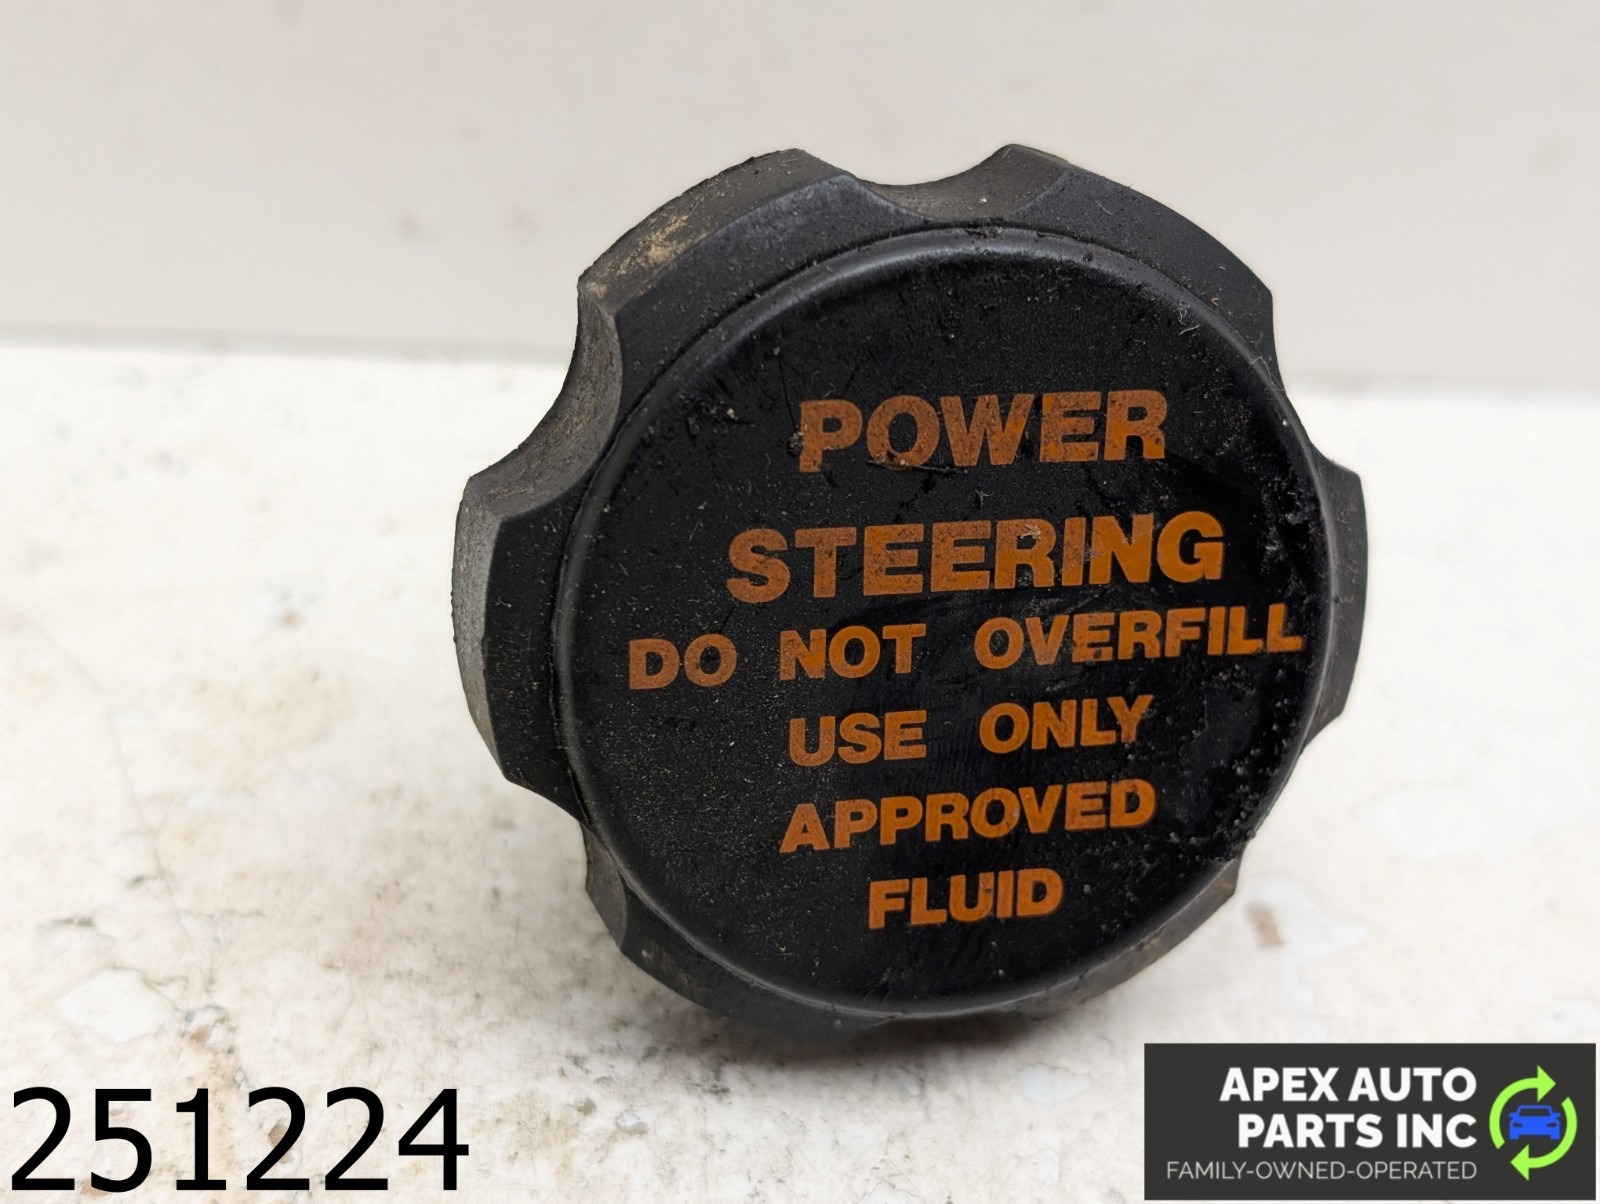 POWER
STEERING
DO NOT OVERFILL
USE ONLY
APPROVED
FLUID
251224
APEX AUTO
PARTS INC
FAMILY-OWNED-OPERATED